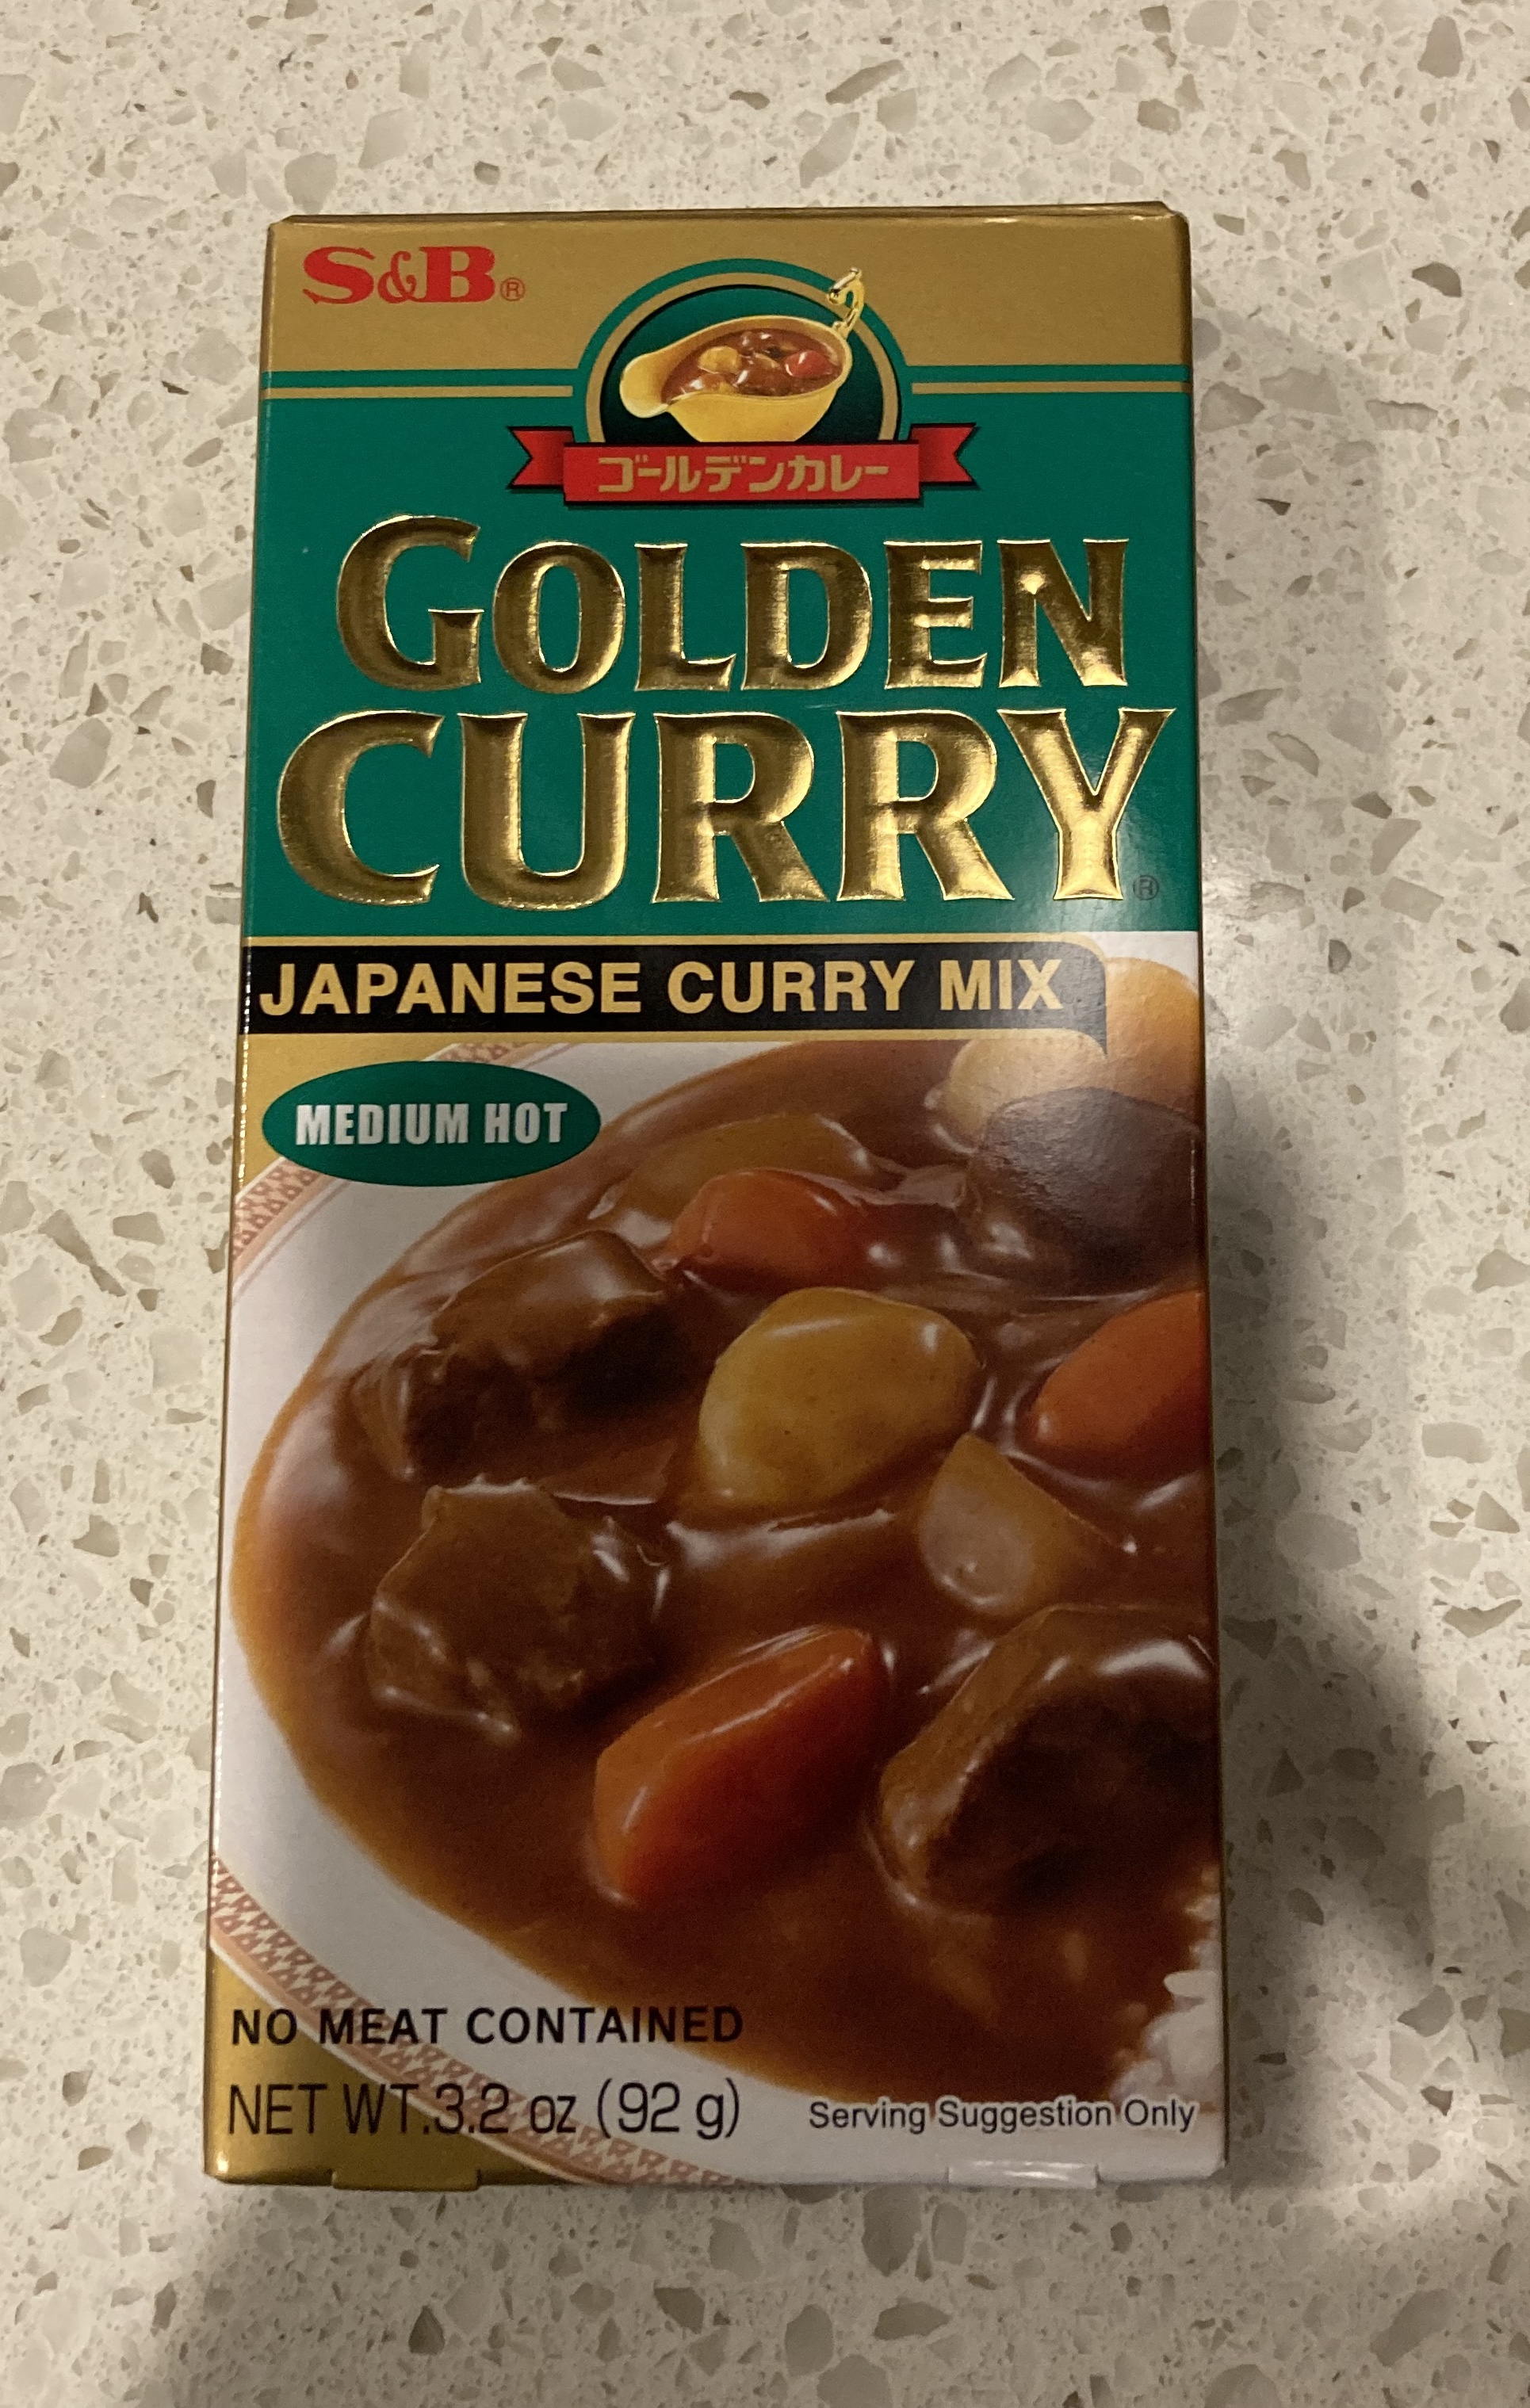 S&B®
ゴールデンカレー
GOLDEN
CURRY®
JAPANESE CURRY MIX
MEDIUM HOT
NO MEAT CONTAINED
NET WT.3.2 oz (92 g)
Serving Suggestion Only